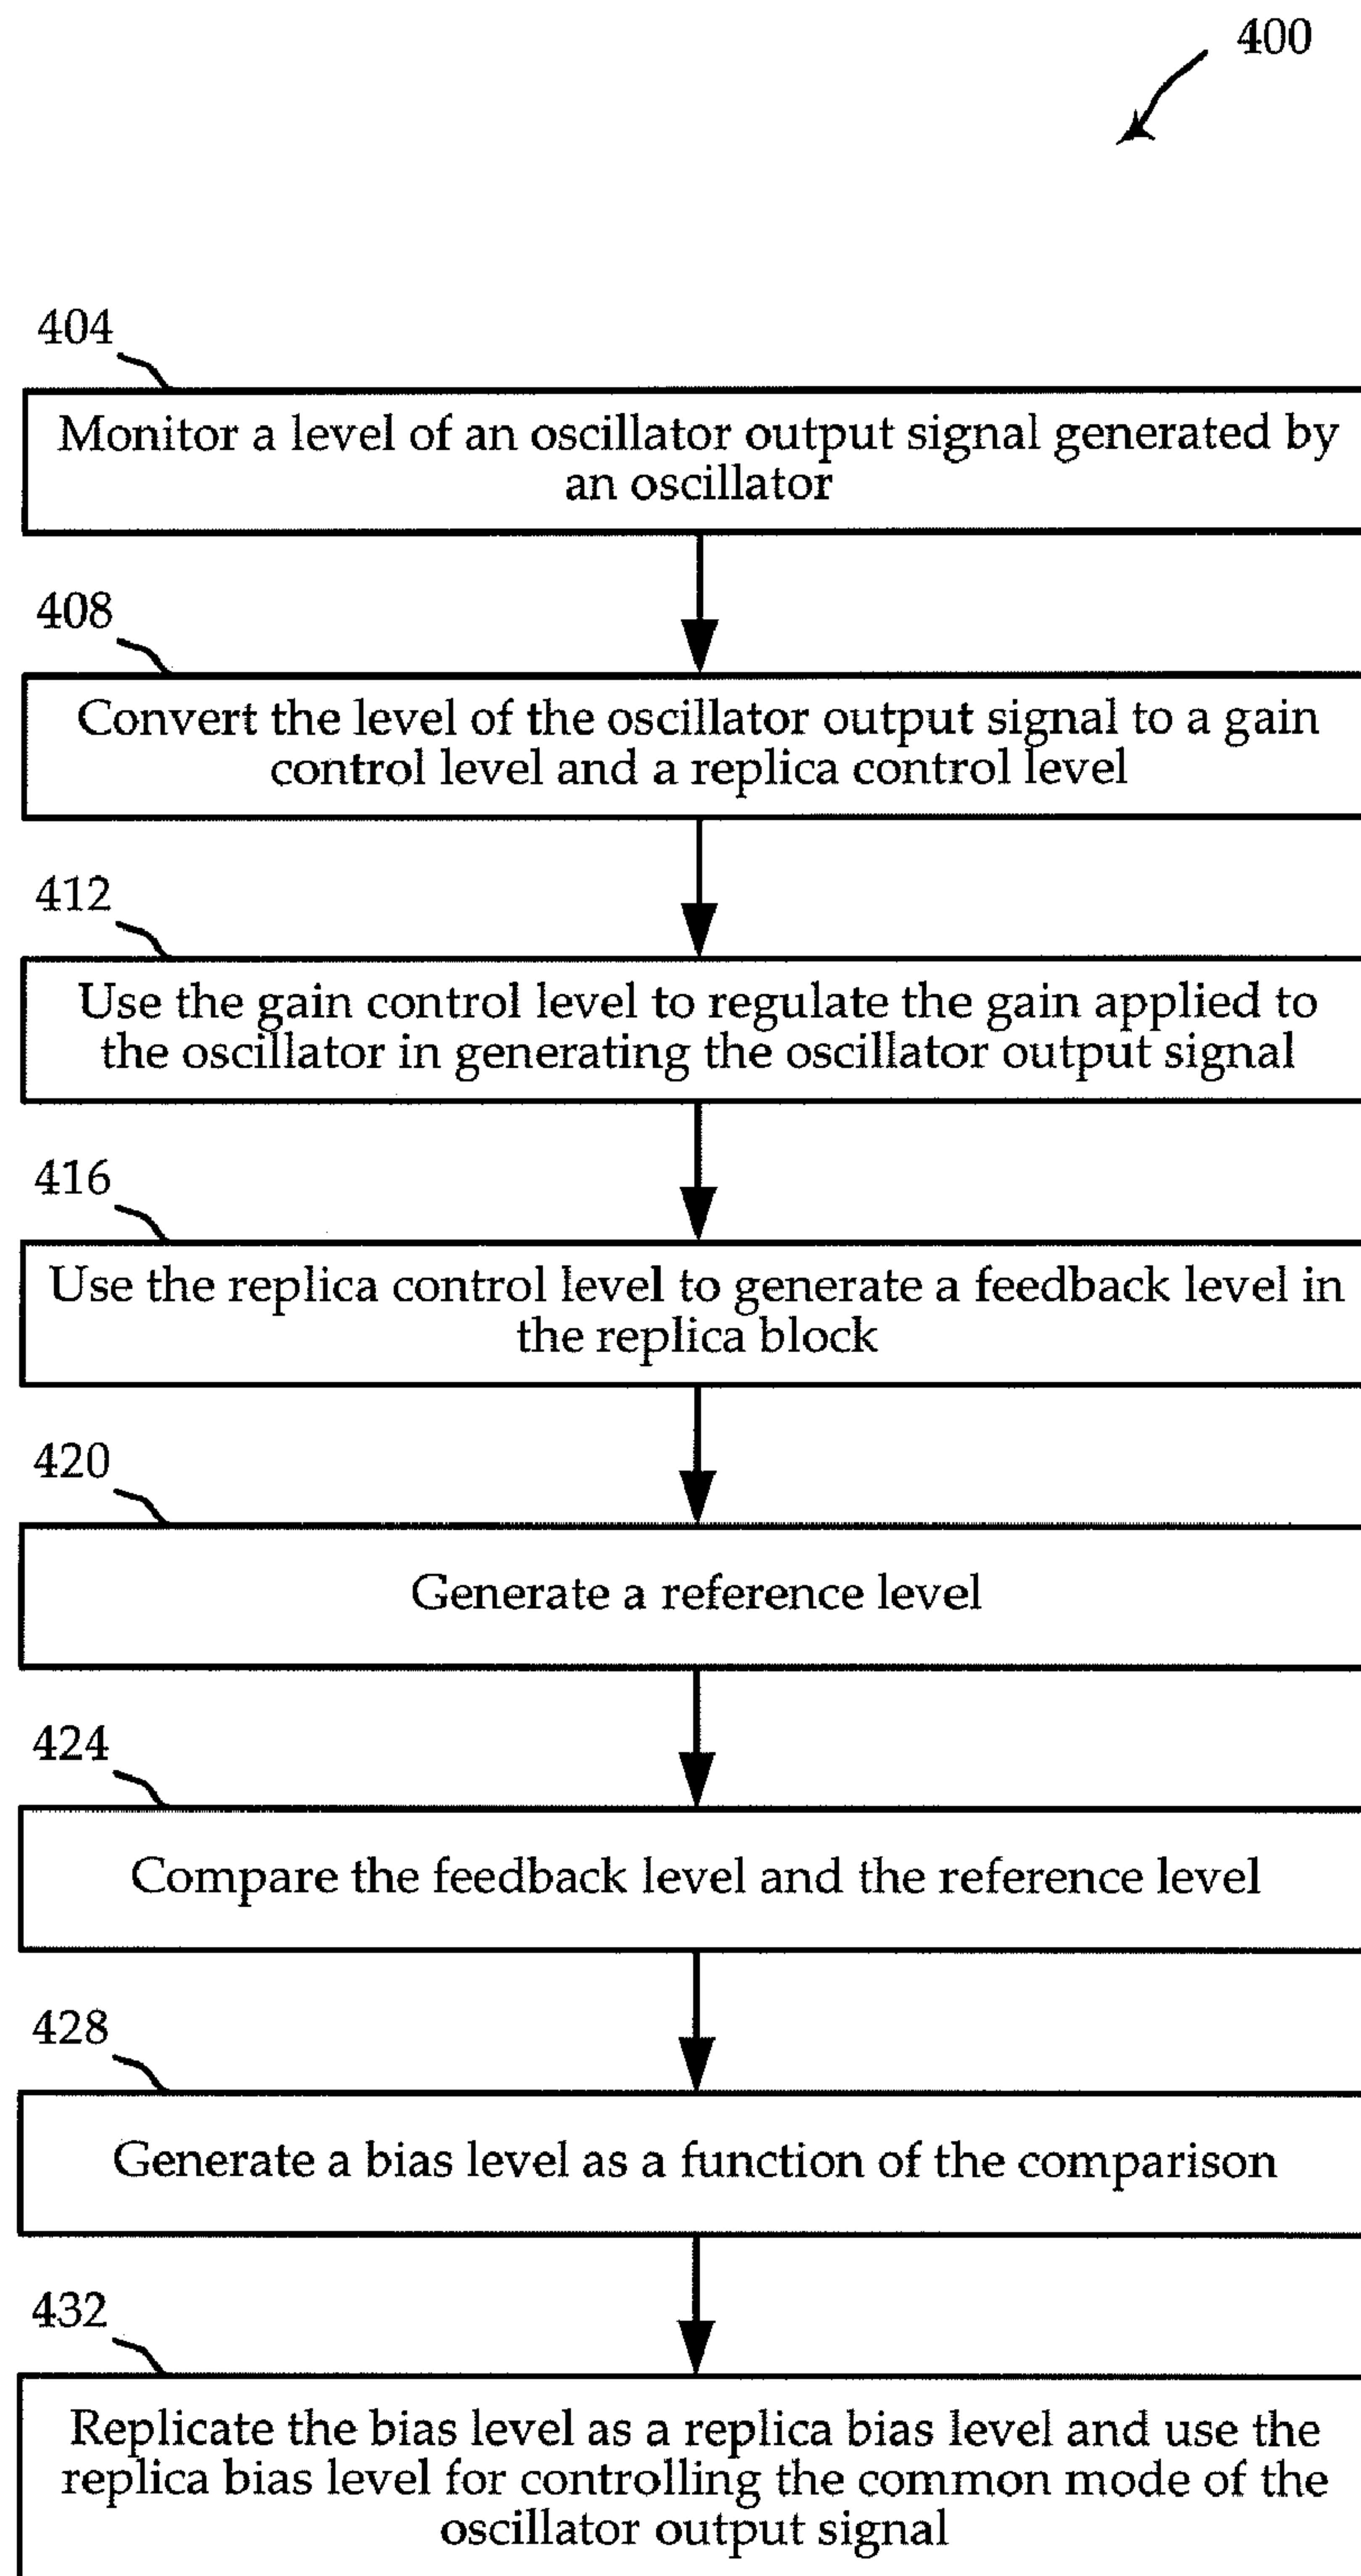 400
404
Monitor a level of an oscillator output signal generated by
an oscillator
408
Convert the level of the oscillator output signal to a gain
control level and a replica control level
412
Use the gain control level to regulate the gain applied to
the oscillator in generating the oscillator output signal
416
Use the replica control level to generate a feedback level in
the replica block
420
Generate a reference level
424
Compare the feedback level and the reference level
428
Generate a bias level as a function of the comparison
432
Replicate the bias level as a replica bias level and use the
replica bias level for controlling the common mode of the
oscillator output signal